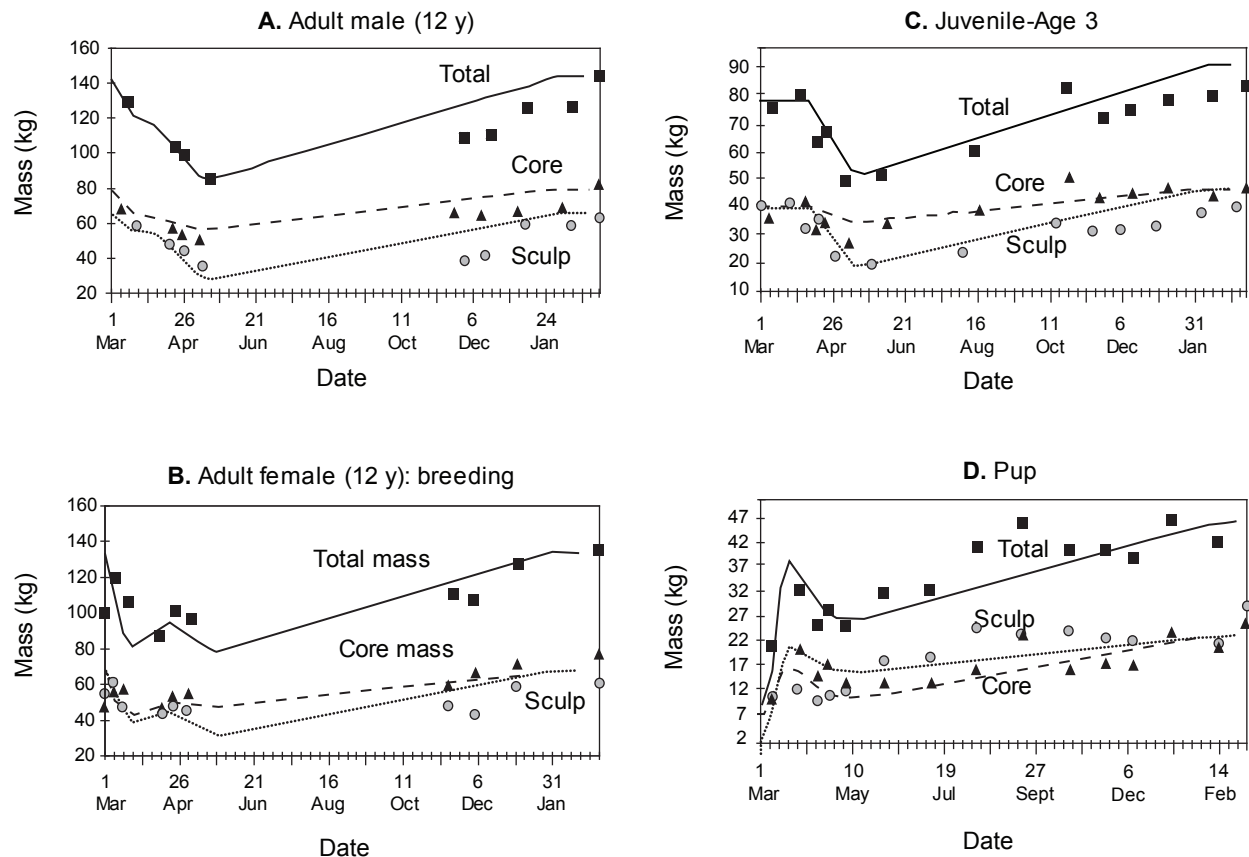 A. Adult male (12 y)
160
140
120
100
80
60
40
20
Mass (kg)
Total
Core
Sculp
1 26 21 16 11 6 24
Mar Apr Jun Aug Oct Dec Jan
Date
C. Juvenile-Age 3
90
80
70
60
50
40
30
20
10
Mass (kg)
Total
Core
Sculp
1 26 21 16 11 6 31
Mar Apr Jun Aug Oct Dec Jan
Date
B. Adult female (12 y): breeding
160
140
120
100
80
60
40
20
Mass (kg)
Total mass
Core mass
Sculp
1 26 21 16 11 6 31
Mar Apr Jun Aug Oct Dec Jan
Date
D. Pup
47
42
37
32
27
22
17
12
7
2
Mass (kg)
Total
Sculp
Core
1 10 19 27 6 14
Mar May Jul Sept Dec Feb
Date